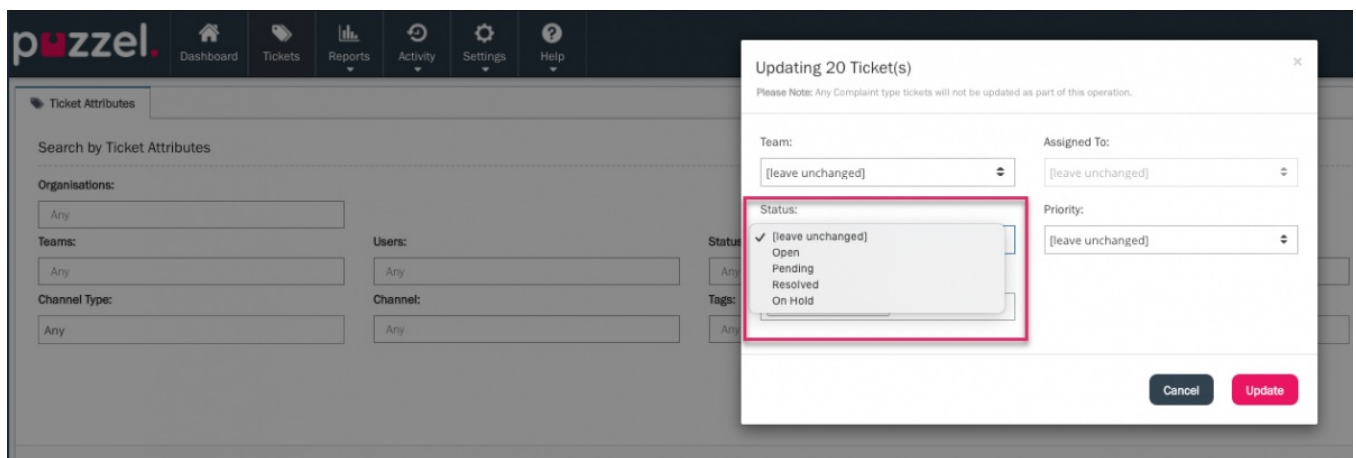 puzzel.
Dashboard
Tickets
Reports
Activity
Settings
Help
Ticket Attributes
Search by Ticket Attributes
Organisations:
Any
Teams:
Users:
Status
Any
Any
Any
Channel Type:
Channel:
Tags:
Any
Any
Any
Updating 20 Ticket(s)
×
Please Note: Any Complaint type tickets will not be updated as part of this operation.
Team:
Assigned To:
[leave unchanged]
[leave unchanged]
Status:
Priority:
✓ [leave unchanged]
Open
Pending
Resolved
On Hold
[leave unchanged]
Cancel
Update